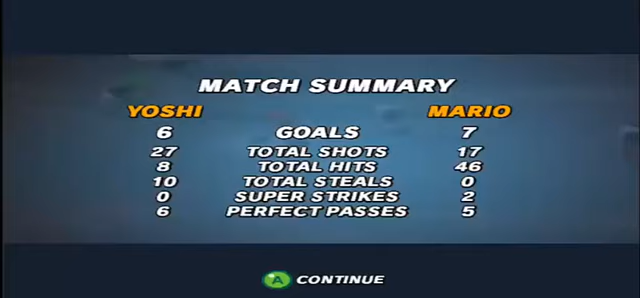 MATCH SUMMARY
YOSHI MARIO
6 GOALS 7
27 TOTAL SHOTS 17
8 TOTAL HITS 46
10 TOTAL STEALS 0
0 SUPER STRIKES 2
6 PERFECT PASSES 5
A CONTINUE